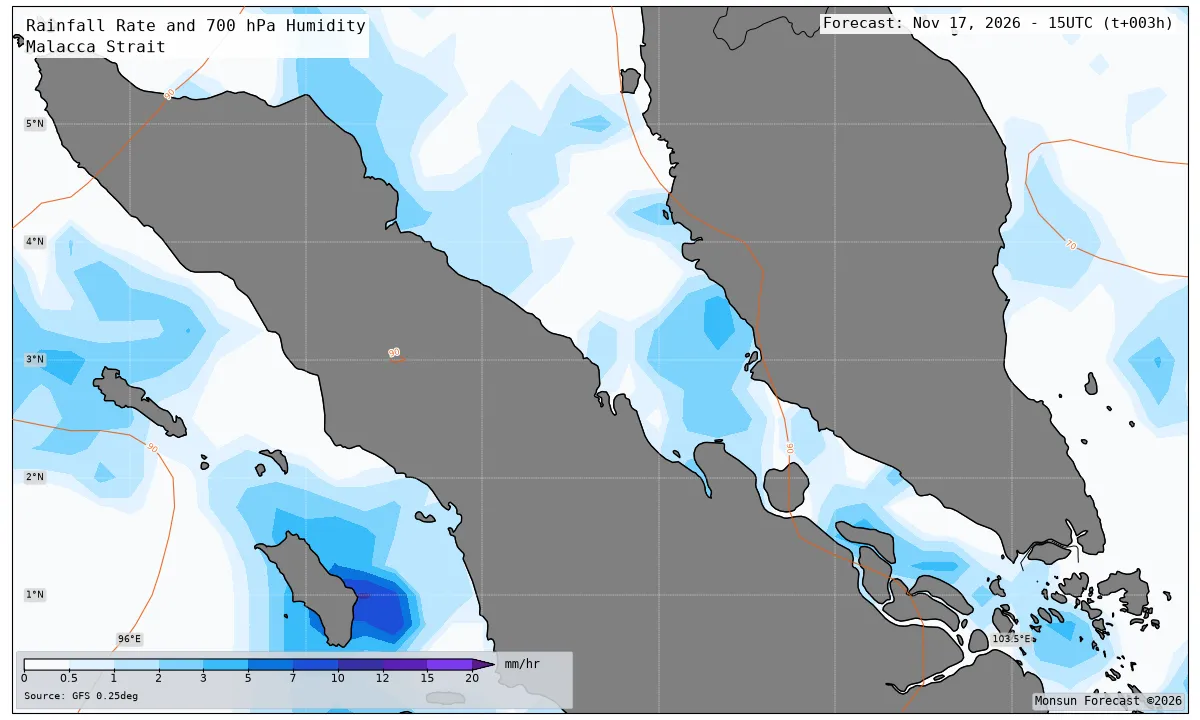 Rainfall Rate and 700 hPa Humidity
Malacca Strait
Forecast: Nov 17, 2026 - 15UTC (t+003h)
90
5°N
4°N
70
90
3°N
90
90
2°N
1°N
96°E
103.5°E
mm/hr
0 0.5 1 2 3 5 7 10 12 15 20
Source: GFS 0.25deg
Monsun Forecast ©2026